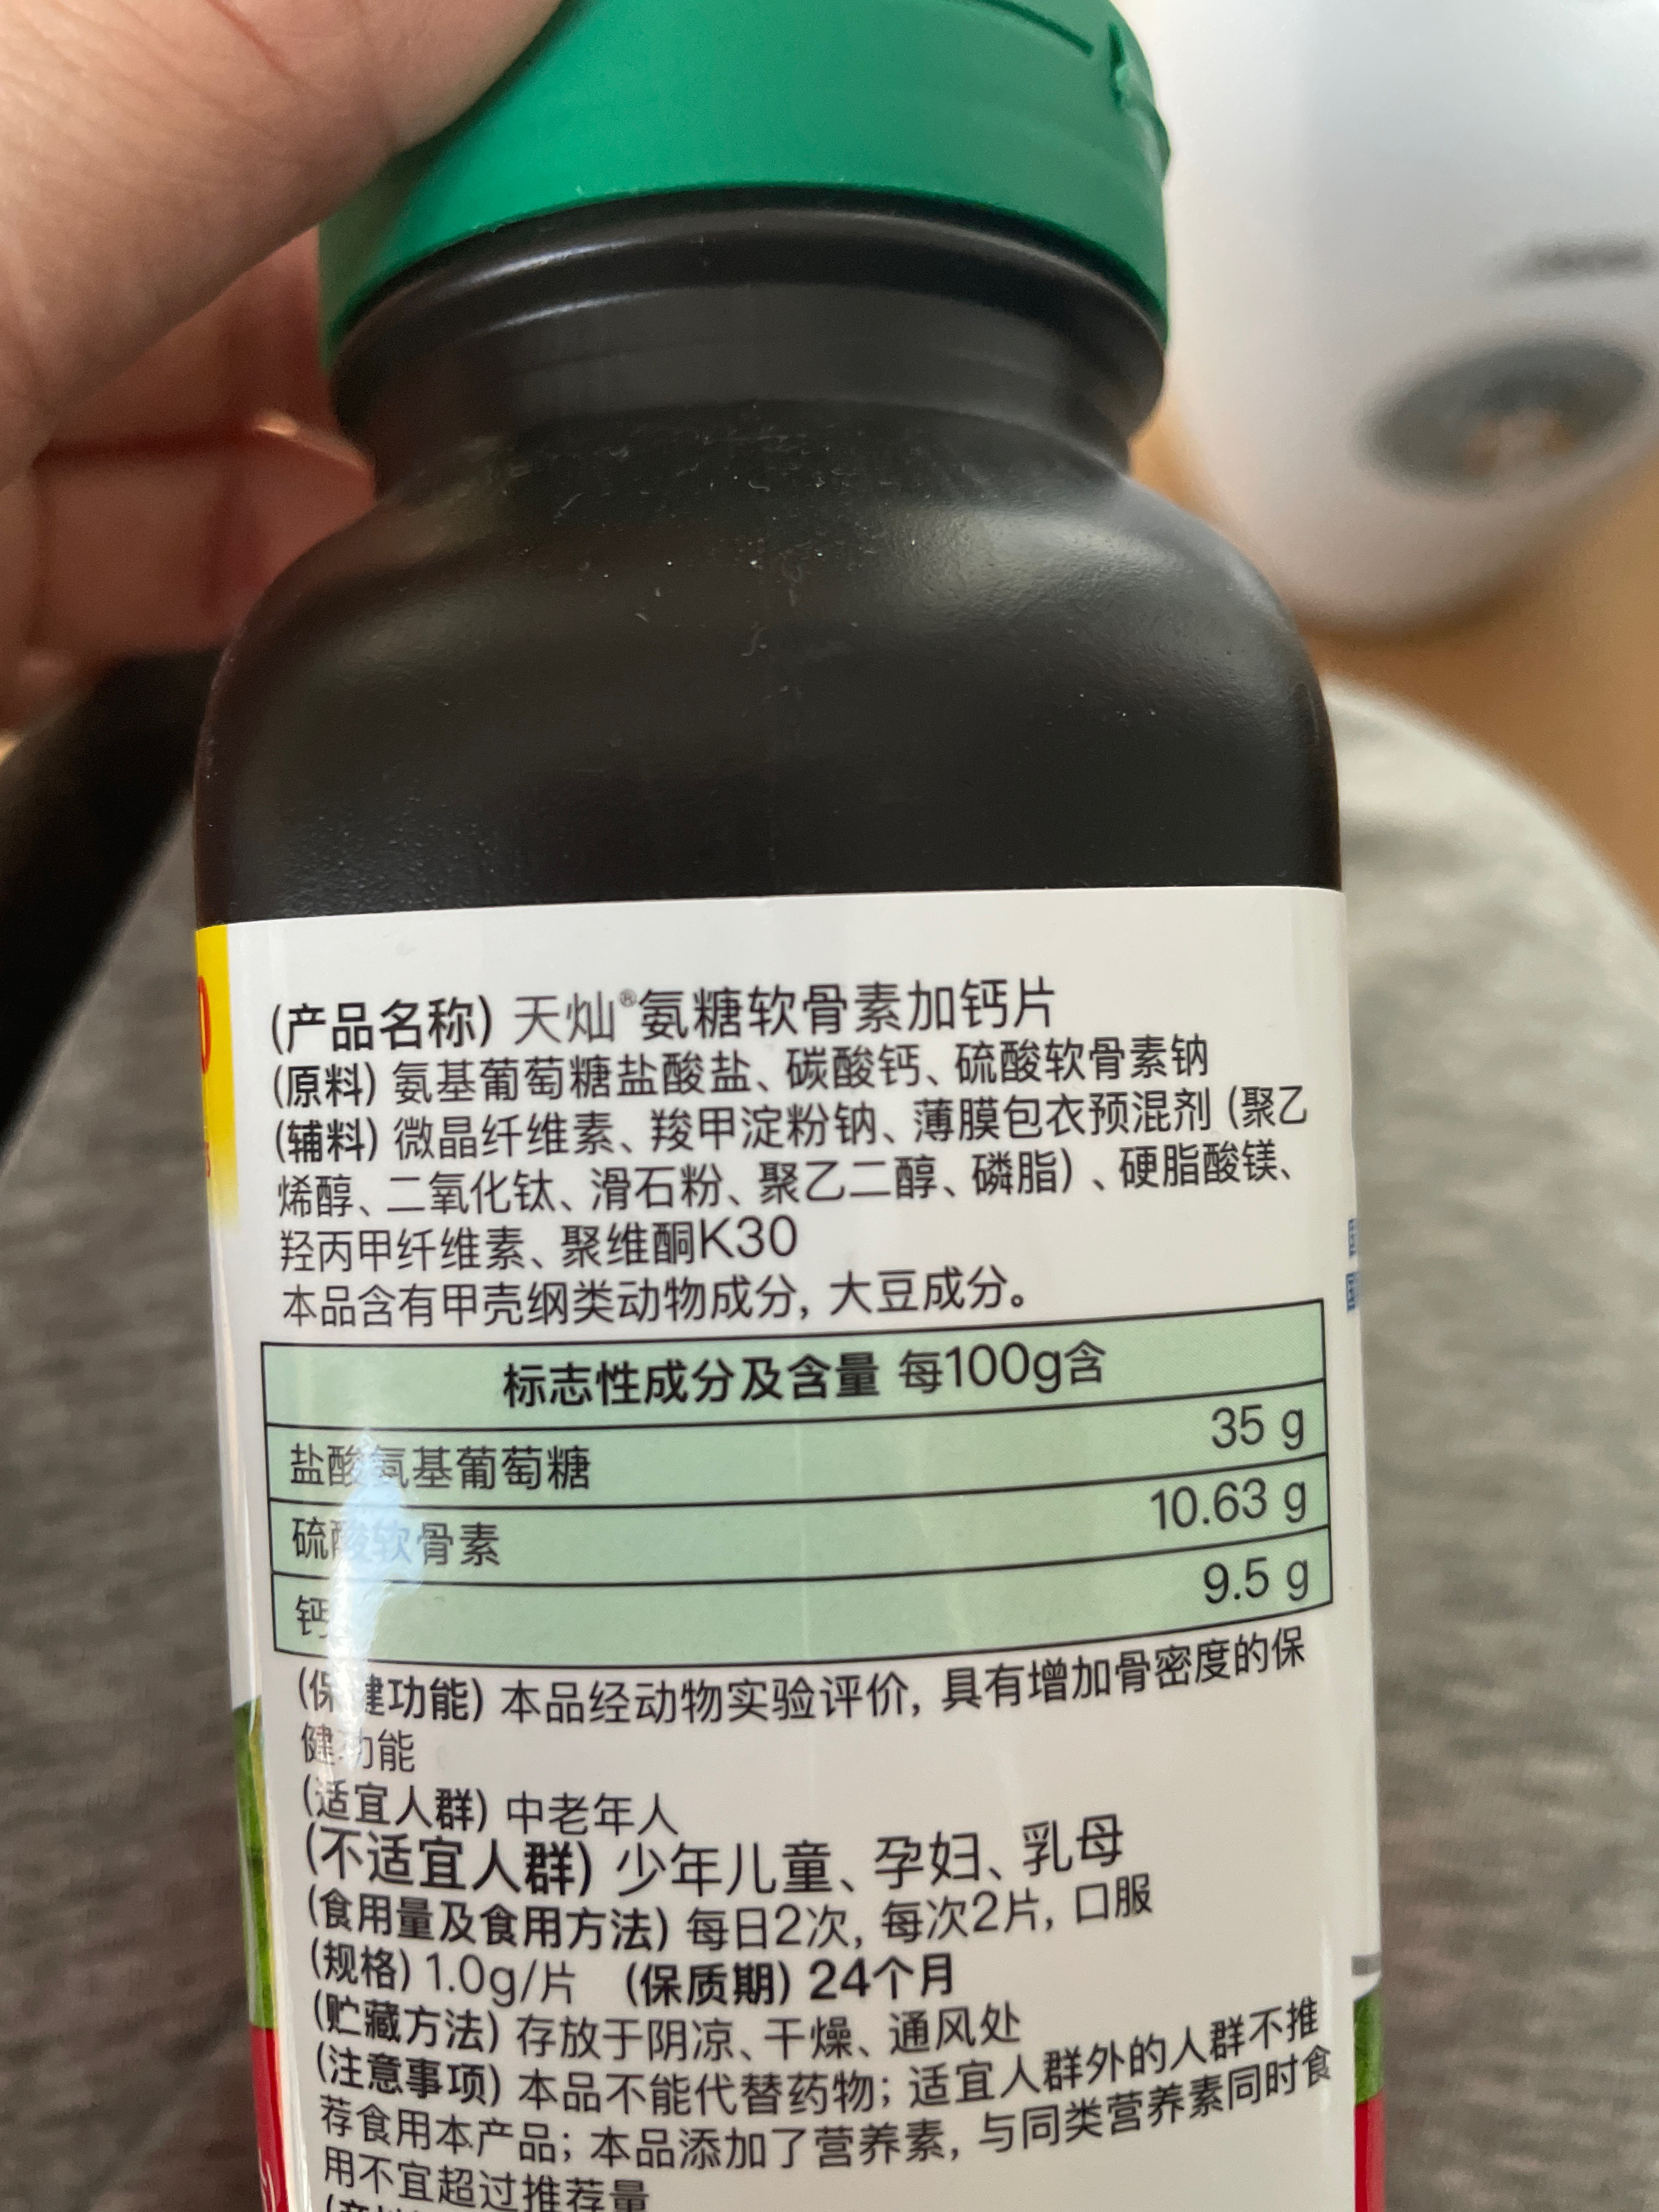 (产品名称) 天灿®氨糖软骨素加钙片
(原料) 氨基葡萄糖盐酸盐、碳酸钙、硫酸软骨素钠
(辅料) 微晶纤维素、羧甲淀粉钠、薄膜包衣预混剂 (聚乙
烯醇、二氧化钛、滑石粉、聚乙二醇、磷脂) 、硬脂酸镁、
羟丙甲纤维素、聚维酮K30
本品含有甲壳纲类动物成分, 大豆成分。
标志性成分及含量 每100g含
盐酸氨基葡萄糖 35 g
硫酸软骨素 10.63 g
钙 9.5 g
(保健功能) 本品经动物实验评价, 具有增加骨密度的保
健功能
(适宜人群) 中老年人
(不适宜人群) 少年儿童、孕妇、乳母
(食用量及食用方法) 每日2次, 每次2片, 口服
(规格) 1.0g/片 (保质期) 24个月
(贮藏方法) 存放于阴凉、干燥、通风处
(注意事项) 本品不能代替药物; 适宜人群外的人群不推
荐食用本产品; 本品添加了营养素, 与同类营养素同时食
用不宜超过推荐量